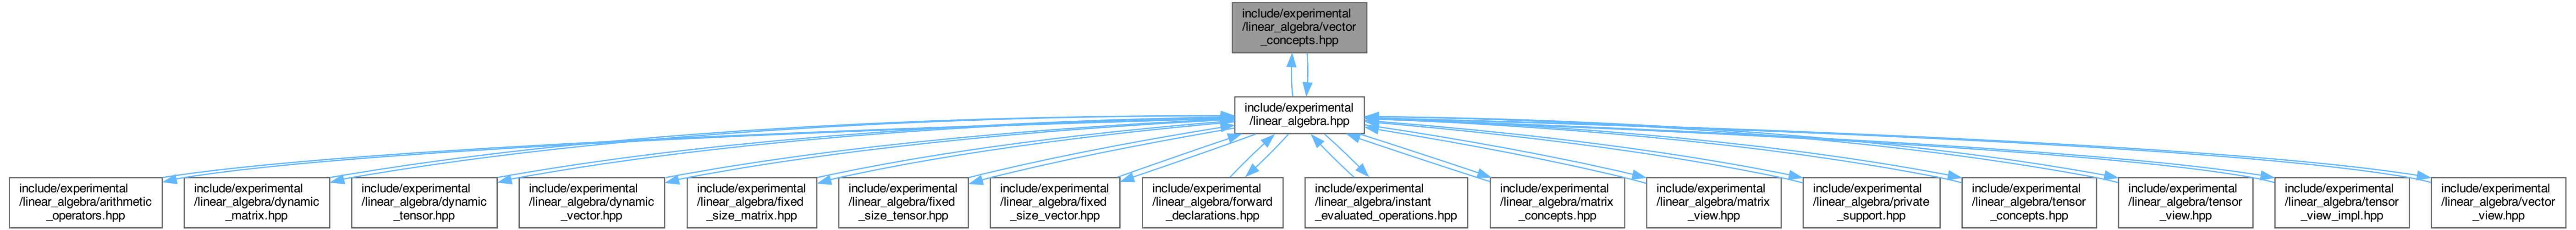 include/experimental
/linear_algebra/vector
_concepts.hpp
include/experimental
/linear_algebra.hpp
include/experimental
/linear_algebra/arithmetic
_operators.hpp
include/experimental
/linear_algebra/dynamic
_matrix.hpp
include/experimental
/linear_algebra/dynamic
_tensor.hpp
include/experimental
/linear_algebra/dynamic
_vector.hpp
include/experimental
/linear_algebra/fixed
_size_matrix.hpp
include/experimental
/linear_algebra/fixed
_size_tensor.hpp
include/experimental
/linear_algebra/fixed
_size_vector.hpp
include/experimental
/linear_algebra/forward
_declarations.hpp
include/experimental
/linear_algebra/instant
_evaluated_operations.hpp
include/experimental
/linear_algebra/matrix
_concepts.hpp
include/experimental
/linear_algebra/matrix
_view.hpp
include/experimental
/linear_algebra/private
_support.hpp
include/experimental
/linear_algebra/tensor
_concepts.hpp
include/experimental
/linear_algebra/tensor
_view.hpp
include/experimental
/linear_algebra/tensor
_view_impl.hpp
include/experimental
/linear_algebra/vector
_view.hpp